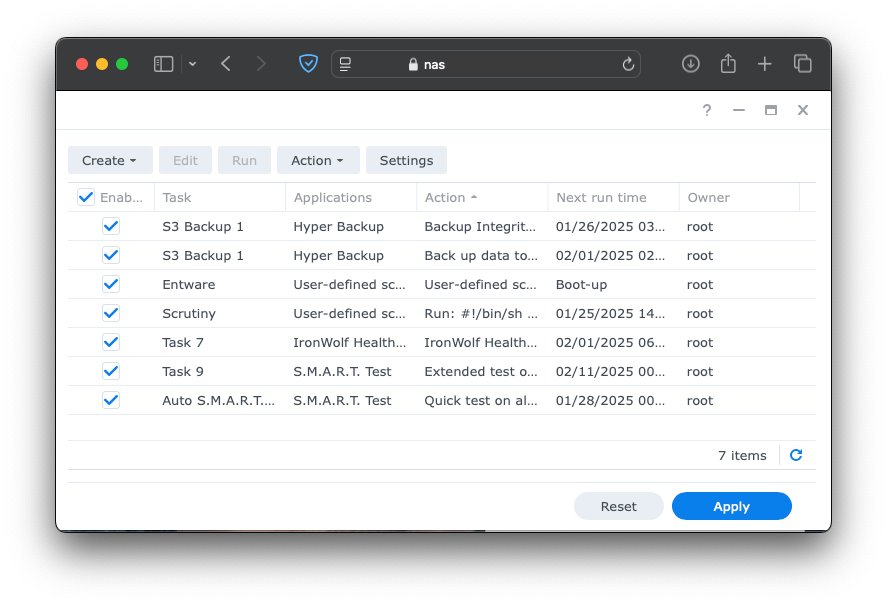 nas
?
Create Edit Run Action Settings
Enab... Task Applications Action Next run time Owner
S3 Backup 1 Hyper Backup Backup Integrit... 01/26/2025 03... root
S3 Backup 1 Hyper Backup Back up data to... 02/01/2025 02... root
Entware User-defined sc... User-defined sc... Boot-up root
Scrutiny User-defined sc... Run: #!/bin/sh ... 01/25/2025 14... root
Task 7 IronWolf Health... IronWolf Health... 02/01/2025 06... root
Task 9 S.M.A.R.T. Test Extended test o... 02/11/2025 00... root
Auto S.M.A.R.T.... S.M.A.R.T. Test Quick test on al... 01/28/2025 00... root
7 items
Reset Apply